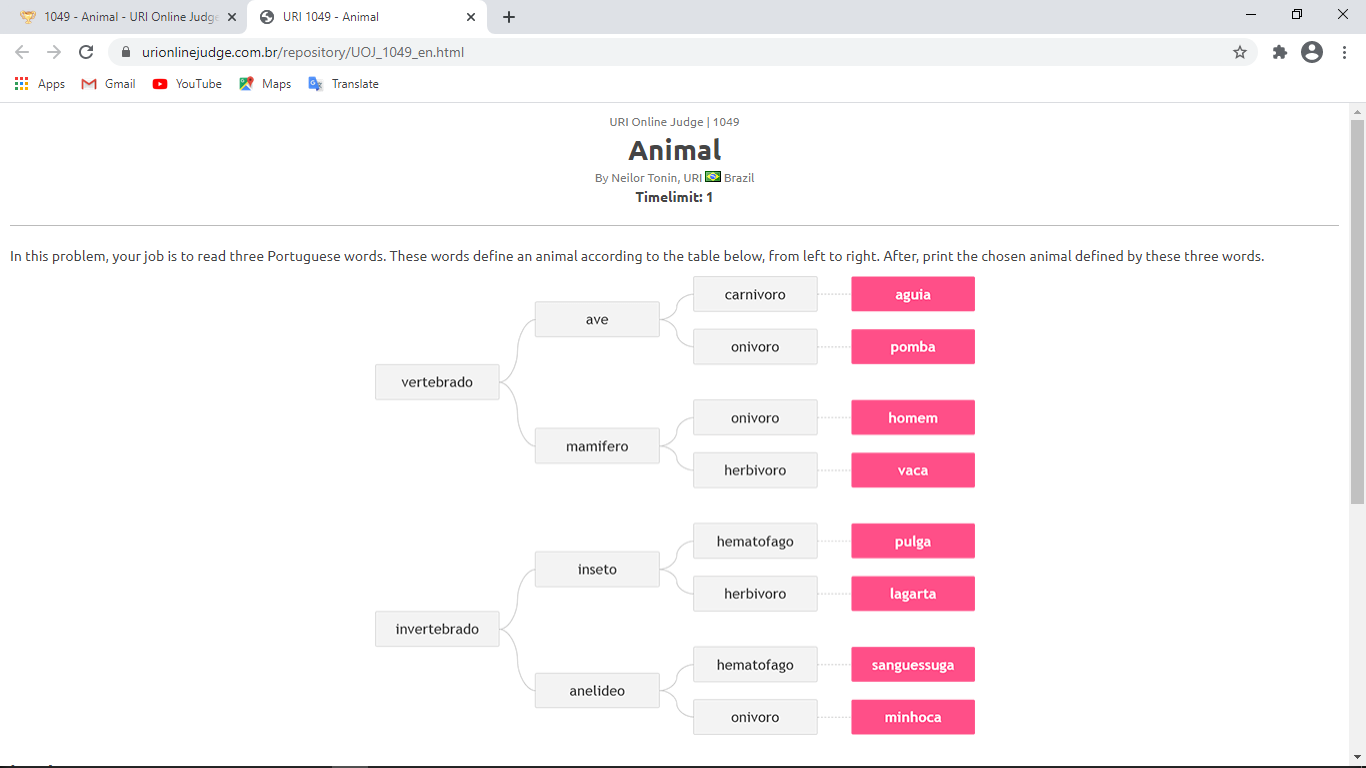 1049 - Animal - URI Online Judge
URI 1049 - Animal
urionlinejudge.com.br/repository/UOJ_1049_en.html
Apps Gmail YouTube Maps Translate
URI Online Judge | 1049
Animal
By Neilor Tonin, URI Brazil
Timelimit: 1
In this problem, your job is to read three Portuguese words. These words define an animal according to the table below, from left to right. After, print the chosen animal defined by these three words.
carnivoro aguia
ave
onivoro pomba
vertebrado
onivoro homem
mamifero
herbivoro vaca
hematofago pulga
inseto
herbivoro lagarta
invertebrado
hematofago sanguessuga
anelideo
onivoro minhoca